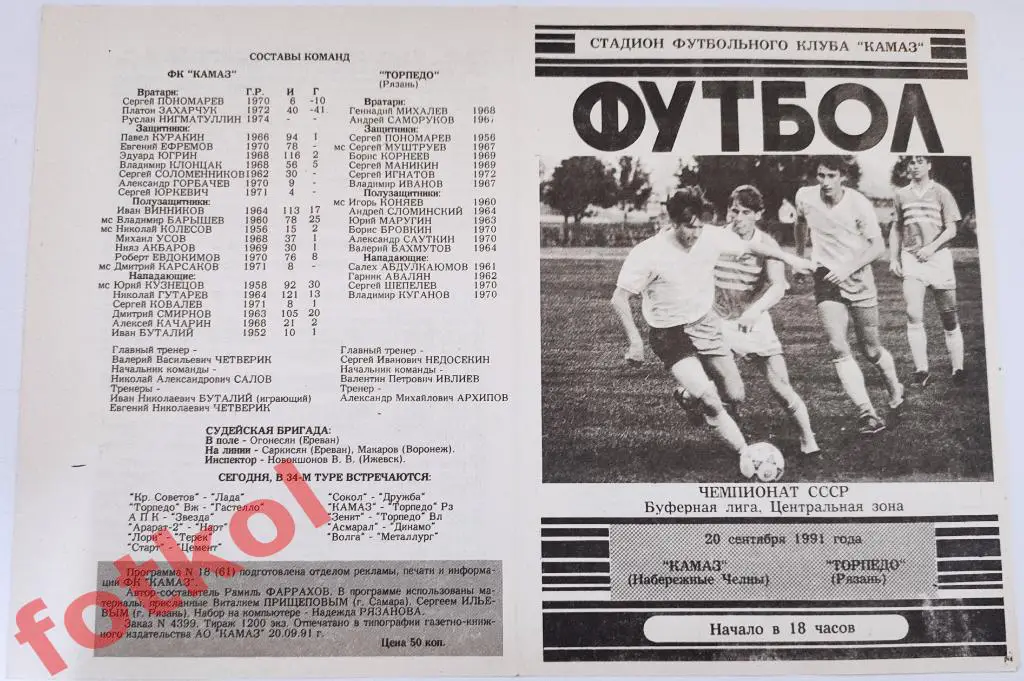 СОСТАВЫ КОМАНД
ФК "КАМАЗ" Г.Р. И Г
Вратари:
Сергей ПОНОМАРЕВ 1970 6 -10
Платон ЗАХАРЧУК 1972 40 -41
Руслан НИГМАТУЛЛИН 1974 - -
Защитники:
Павел КУРАКИН 1966 94 1
Евгений ЕФРЕМОВ 1970 78 -
Эдуард ЮГРИН 1968 116 2
Владимир КЛОНЦАК 1968 56 5
Сергей СОЛОМЕННИКОВ 1962 30 -
Александр ГОРБАЧЕВ 1970 9 -
Сергей ЮРКЕВИЧ 1971 4 -
Полузащитники:
Иван ВИННИКОВ 1964 113 17
мс Владимир БАРЫШЕВ 1960 78 25
мс Николай КОЛЕСОВ 1956 15 2
Михаил УСОВ 1968 37 1
Нияз АКБАРОВ 1969 30 1
Роберт ЕВДОКИМОВ 1970 76 8
мс Дмитрий КАРСАКОВ 1971 8 -
Нападающие:
мс Юрий КУЗНЕЦОВ 1958 92 30
Николай ГУТАРЕВ 1964 121 13
Сергей КОВАЛЕВ 1971 8 1
Дмитрий СМИРНОВ 1963 105 20
Алексей КАЧАРИН 1968 21 2
Иван БУТАЛИЙ 1952 10 1
Главный тренер -
Валерий Васильевич ЧЕТВЕРИК
Начальник команды -
Николай Александрович САЛОВ
Тренеры -
Иван Николаевич БУТАЛИЙ (играющий)
Евгений Николаевич ЧЕТВЕРИК
"ТОРПЕДО"
(Рязань)
Вратари:
Геннадий МИХАЛЕВ 1968
Андрей САМОРУКОВ 1967
Защитники:
Сергей ПОНОМАРЕВ 1956
мс Сергей МУШТРУЕВ 1967
Борис КОРНЕЕВ 1969
Сергей МАНИКИН 1969
Сергей ИГНАТОВ 1972
Владимир ИВАНОВ 1967
Полузащитники:
мс Игорь КОНЯЕВ 1960
Андрей СЛОМИНСКИЙ 1964
Юрий МАРУГИН 1963
Борис БРОВКИН 1970
Александр САУТКИН 1970
Валерий БАХМУТОВ 1964
Нападающие:
Салех АБДУЛКАЮМОВ 1961
Гарник АВАЛЯН 1962
Сергей ШЕПЕЛЕВ 1970
Владимир КУГАНОВ 1970
Главный тренер -
Сергей Иванович НЕДОСЕКИН
Начальник команды -
Валентин Петрович ИВЛИЕВ
Тренер -
Александр Михайлович АРХИПОВ
СУДЕЙСКАЯ БРИГАДА:
В поле - Огонесян (Ереван)
На линии - Саркисян (Ереван), Макаров (Воронеж).
Инспектор - Новокшонов В. В. (Ижевск).
СЕГОДНЯ, В 34-М ТУРЕ ВСТРЕЧАЮТСЯ:
"Кр. Советов" - "Лада"
"Торпедо" Вж - "Гастелло"
А П К - "Звезда"
"Арарат-2" - "Нарт"
"Лори" - "Терек"
"Старт" - "Цемент"
"Сокол" - "Дружба"
"КАМАЗ" - "Торпедо" Рз
"Зенит" - "Торпедо" Вл
"Асмарал" - "Динамо"
"Волга" - "Металлург"
Программа N 18 (61) подготовлена отделом рекламы, печати и информации
ФК "КАМАЗ".
Автор-составитель Рамиль ФАРРАХОВ. В программе использованы мате-
риалы, присланные Виталием ПРИЩЕПОВЫМ (г. Самара). Сергеем ИЛЬЕ-
ВЫМ (г. Рязань), Набор на компьютере - Надежда РЯЗАНОВА.
Заказ N 4399. Тираж 1200 экз. Отпечатано в типографии газетно-книж-
ного издательства АО "КАМАЗ" 20.09.91 г.
Цена 50 коп.
СТАДИОН ФУТБОЛЬНОГО КЛУБА "КАМАЗ"
ФУТБОЛ
ЧЕМПИОНАТ СССР
Буферная лига. Центральная зона
20 сентября 1991 года
"КАМАЗ" "ТОРПЕДО"
(Набережные Челны) (Рязань)
Начало в 18 часов
fotkol